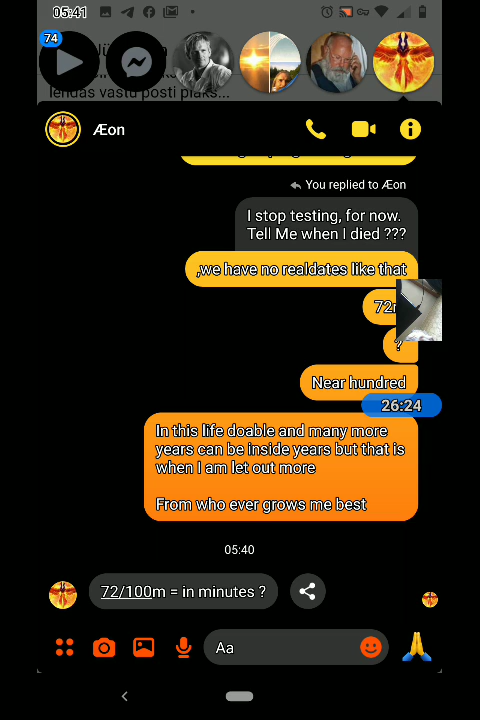 05:41
74
lendas vastu posti plaks...
Æon
You replied to Æon
I stop testing, for now.
Tell Me when I died ???
,we have no realdates like that
?
Near hundred
26:24
In this life doable and many more
years can be inside years but that is
when I am let out more
From who ever grows me best
05:40
72/100m = in minutes ?
Aa